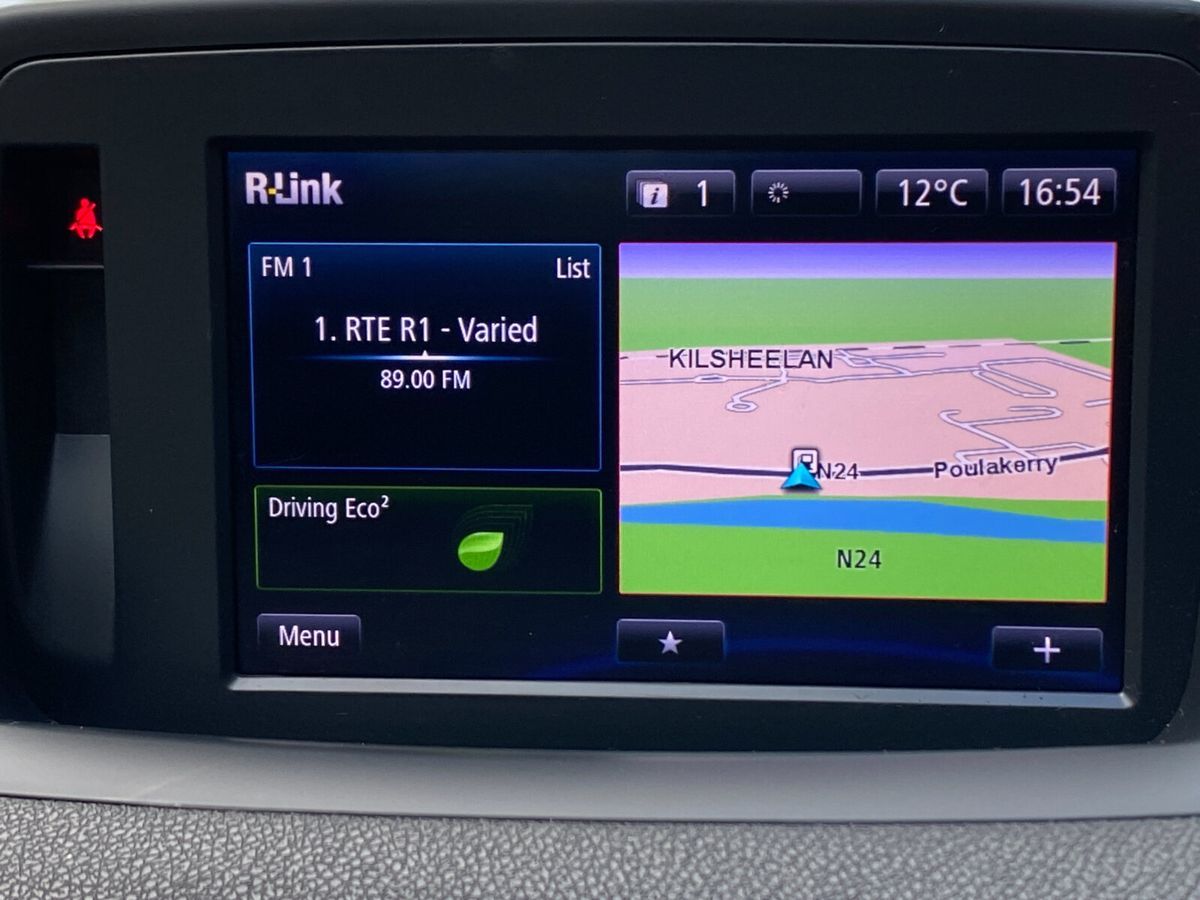 R-Link
i 1
12°C
16:54
FM 1
List
1. RTE R1 - Varied
89.00 FM
Driving Eco²
KILSHEELAN
N24
Poulakerry
N24
Menu